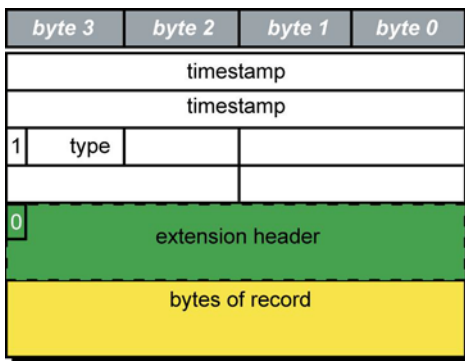 byte 3 byte 2 byte 1 byte 0
timestamp
timestamp
1 type
0
extension header
bytes of record